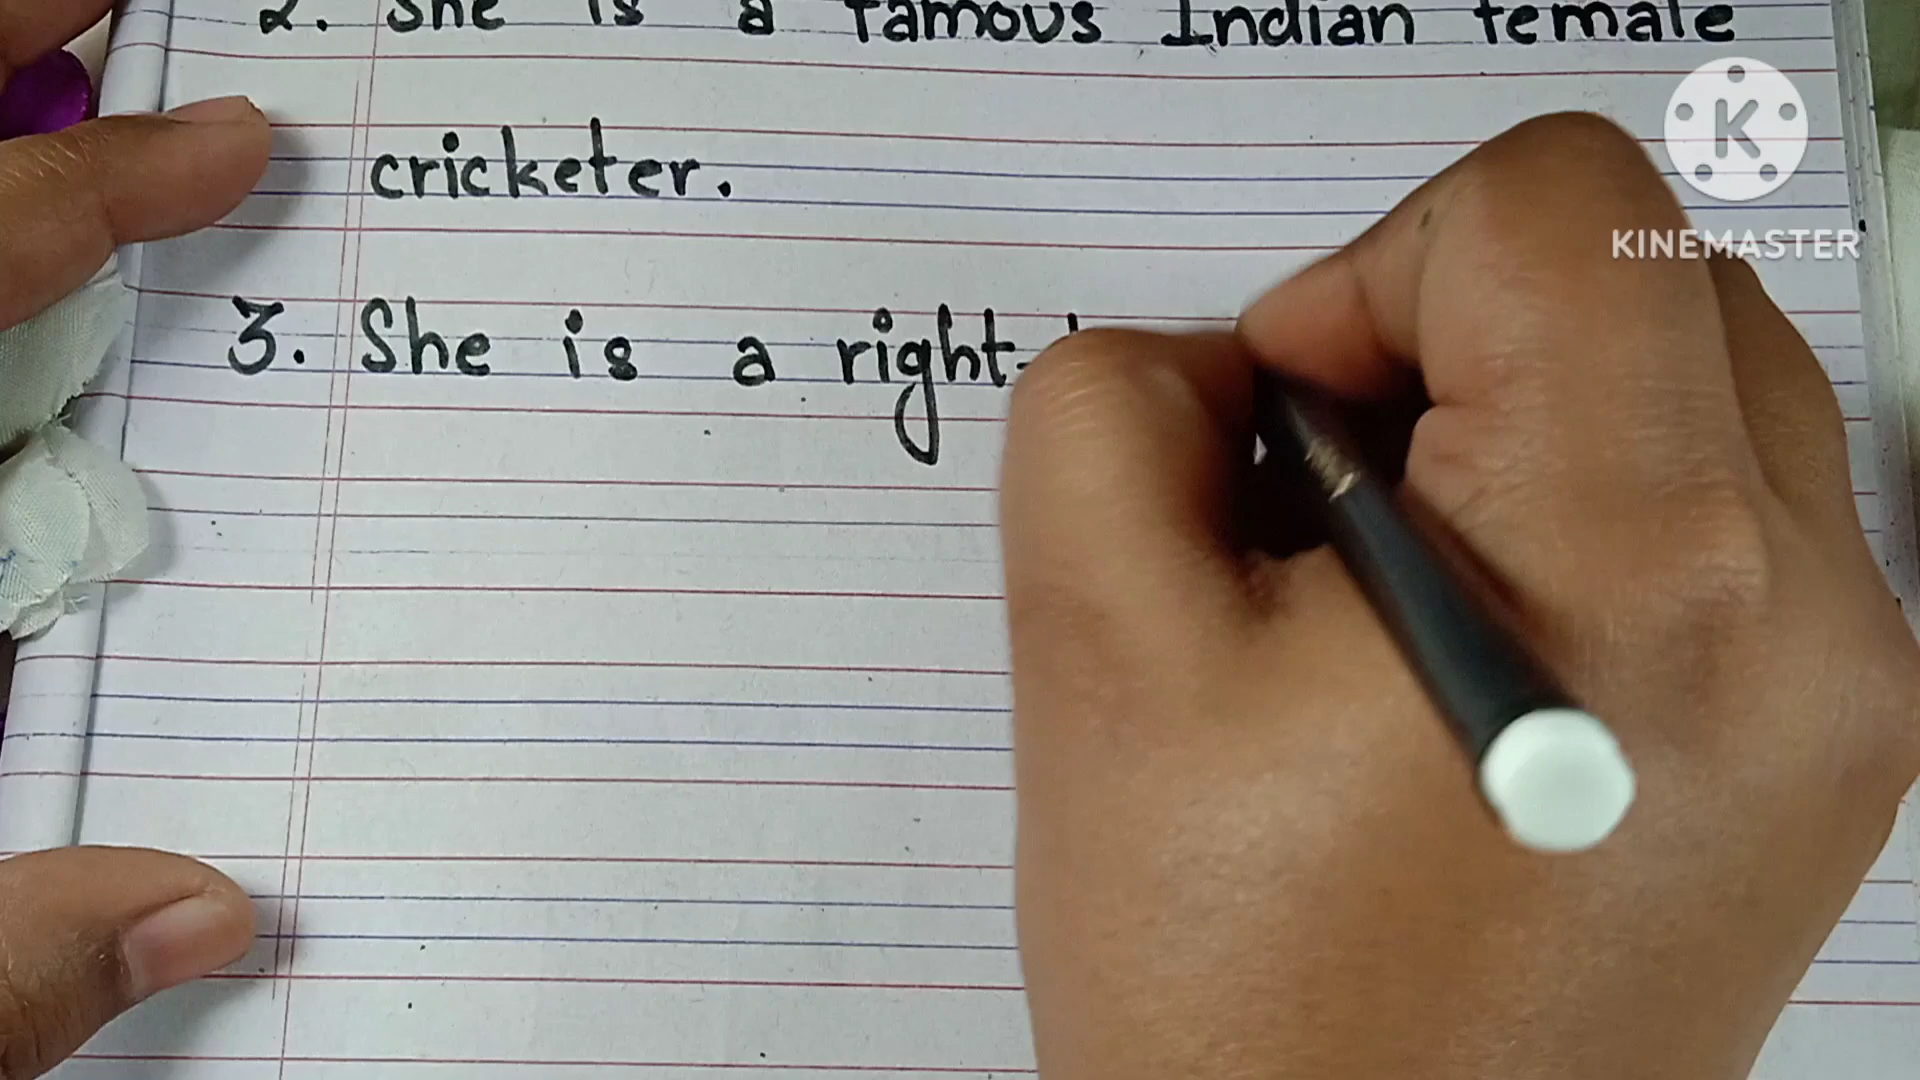 2. She is a famous Indian female
cricketer.
3. She is a right-
KINEMASTER